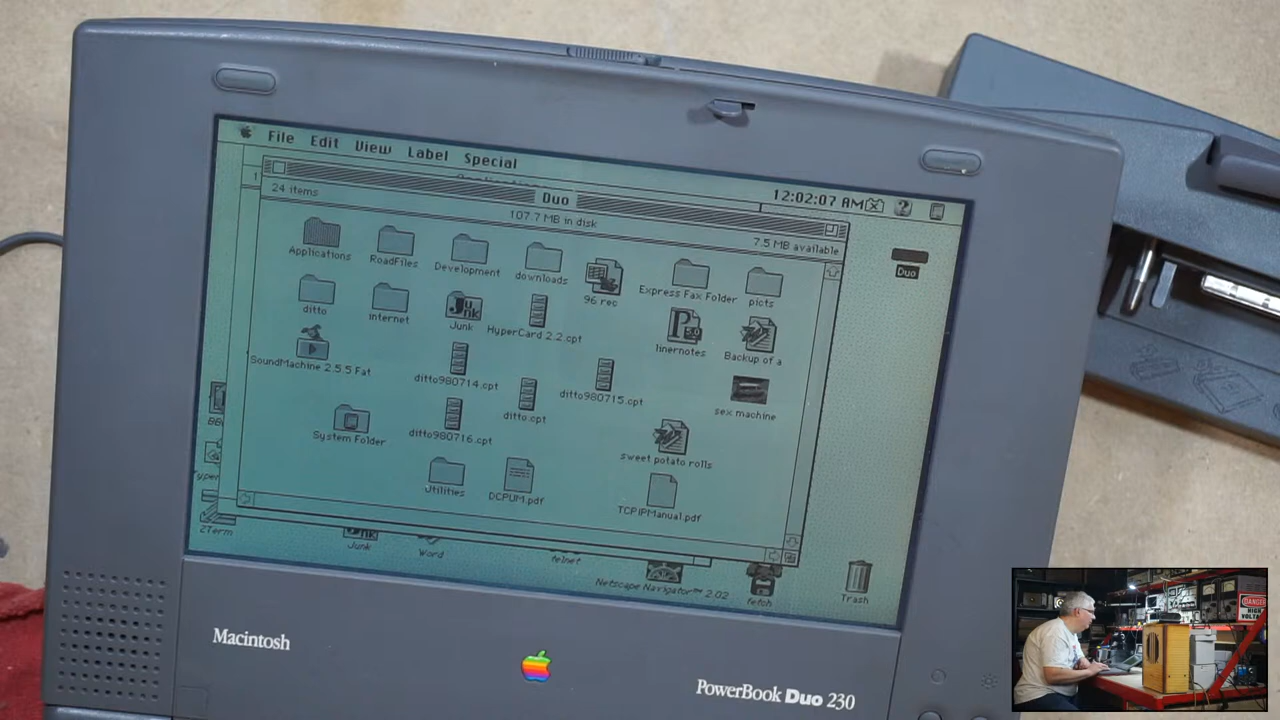 File Edit View Label Special
12:02:07 AM
Duo
24 items
107.7 MB in disk
7.5 MB available
Applications
RoadFiles
Development
downloads
96 rec
Express Fax Folder
picts
ditto
internet
Junk
HyperCard 2.2.cpt
linernotes
Backup of a
SoundMachine 2.5.5 Fat
ditto980714.cpt
ditto.cpt
ditto980715.cpt
sex machine
System Folder
ditto980716.cpt
sweet potato rolls
Utilities
DCPUM.pdf
TCPIPManual.pdf
Duo
ZTerm
Junk
Word
telnet
Netscape Navigator™ 2.02
fetch
Trash
Macintosh
PowerBook Duo 230
DANGER
HIGH
VOLTAGE